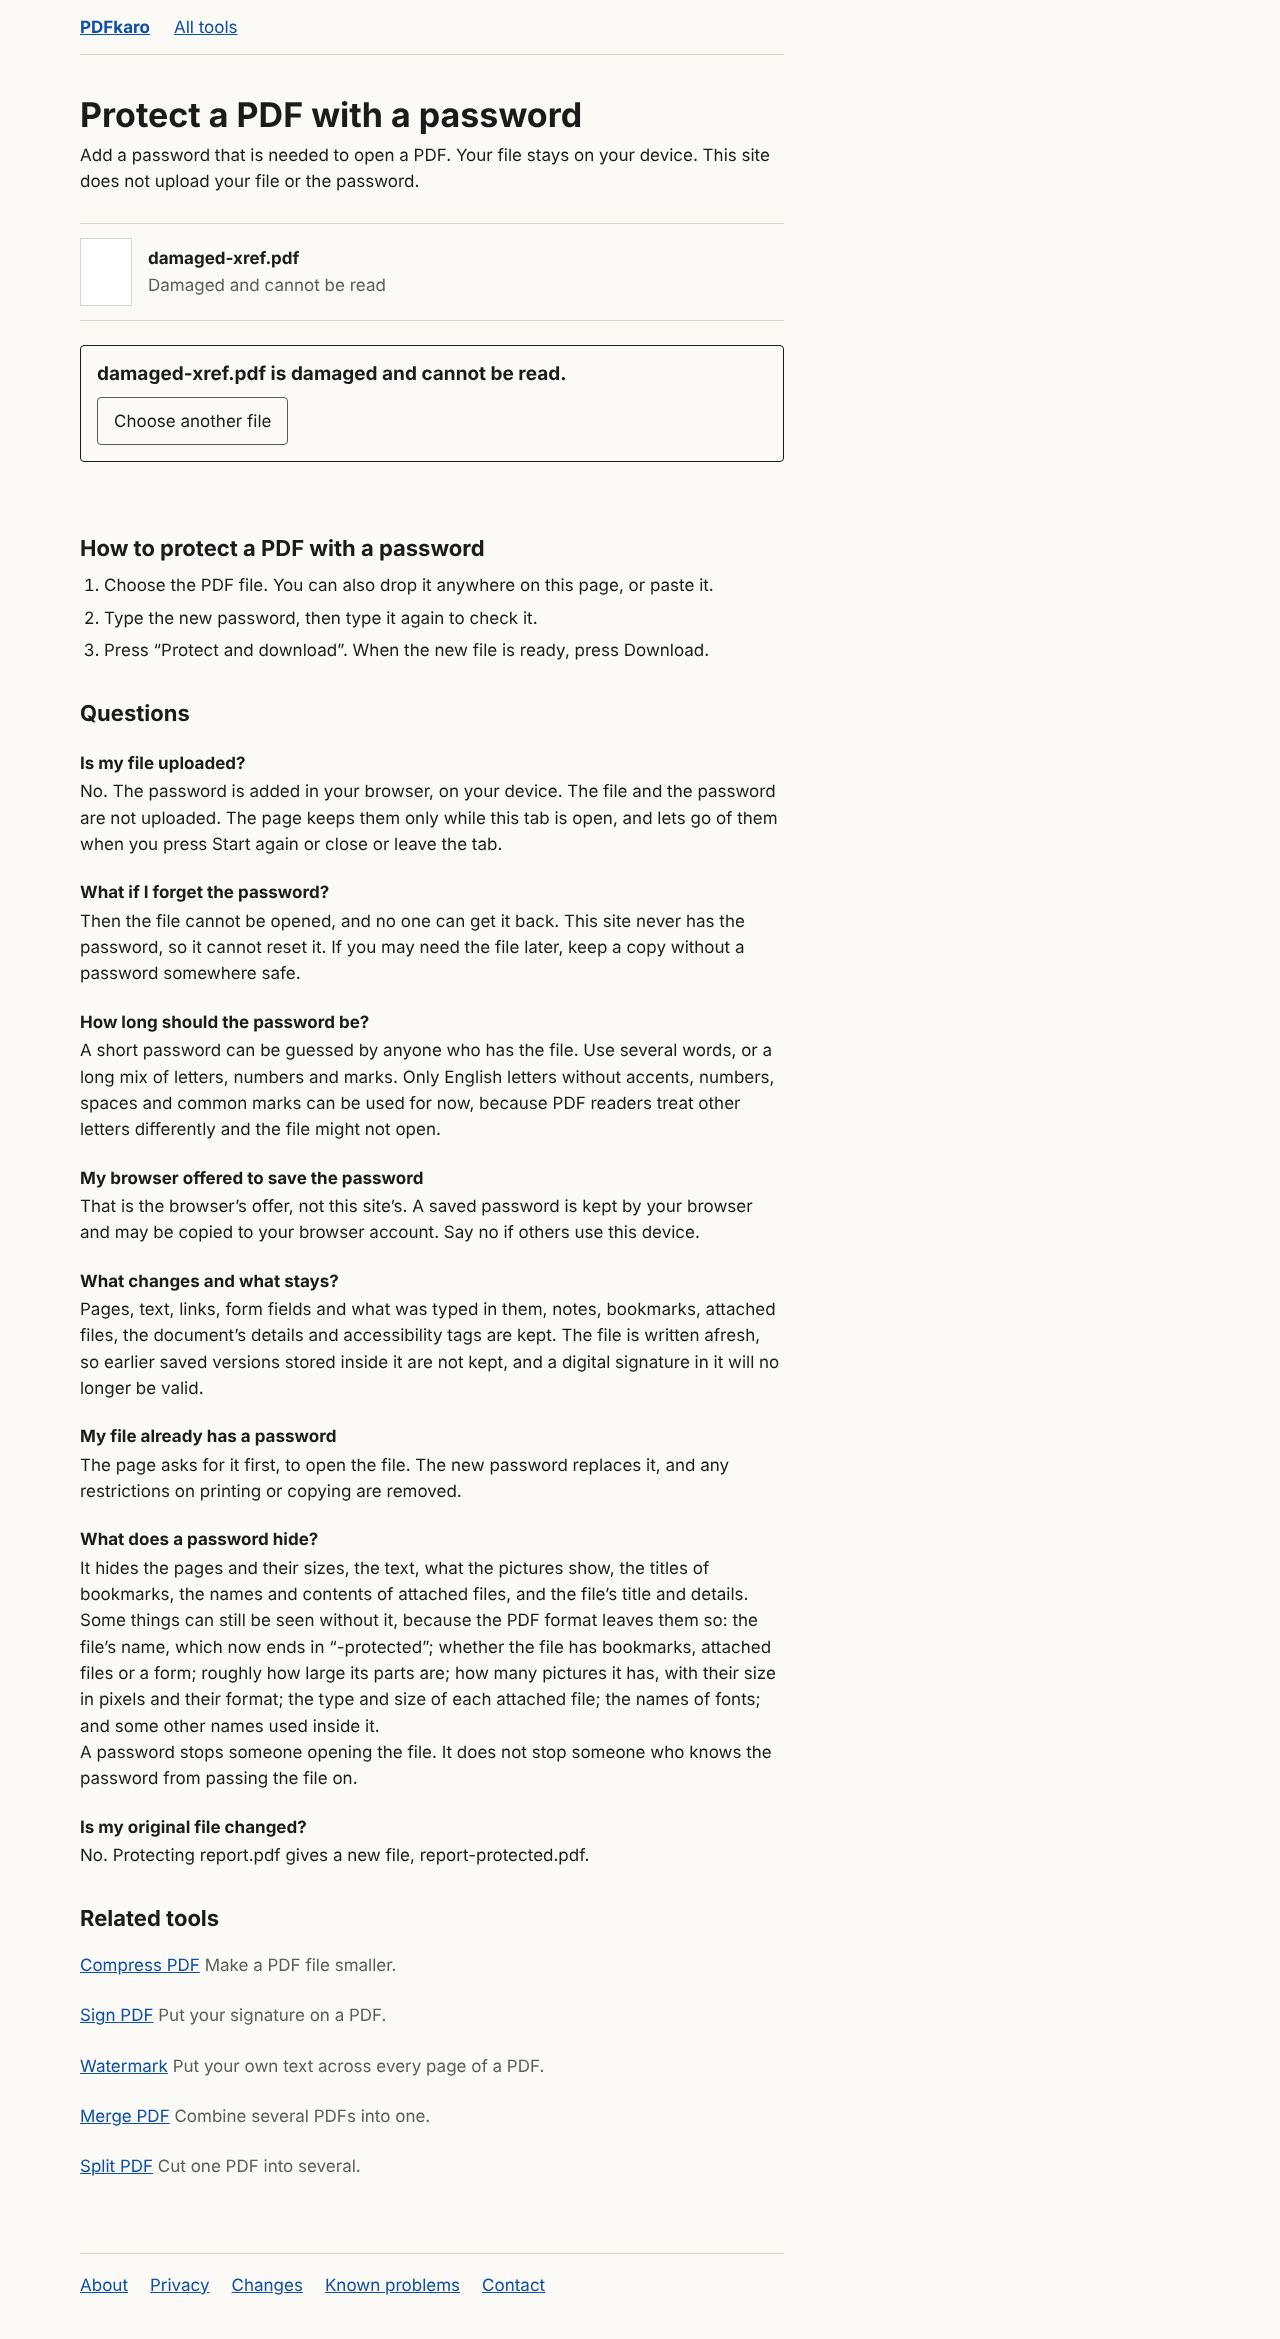 PDFkaro All tools
Protect a PDF with a password
Add a password that is needed to open a PDF. Your file stays on your device. This site
does not upload your file or the password.
damaged-xref.pdf
Damaged and cannot be read
damaged-xref.pdf is damaged and cannot be read.
Choose another file
How to protect a PDF with a password
1. Choose the PDF file. You can also drop it anywhere on this page, or paste it.
2. Type the new password, then type it again to check it.
3. Press “Protect and download”. When the new file is ready, press Download.
Questions
Is my file uploaded?
No. The password is added in your browser, on your device. The file and the password
are not uploaded. The page keeps them only while this tab is open, and lets go of them
when you press Start again or close or leave the tab.
What if I forget the password?
Then the file cannot be opened, and no one can get it back. This site never has the
password, so it cannot reset it. If you may need the file later, keep a copy without a
password somewhere safe.
How long should the password be?
A short password can be guessed by anyone who has the file. Use several words, or a
long mix of letters, numbers and marks. Only English letters without accents, numbers,
spaces and common marks can be used for now, because PDF readers treat other
letters differently and the file might not open.
My browser offered to save the password
That is the browser’s offer, not this site’s. A saved password is kept by your browser
and may be copied to your browser account. Say no if others use this device.
What changes and what stays?
Pages, text, links, form fields and what was typed in them, notes, bookmarks, attached
files, the document’s details and accessibility tags are kept. The file is written afresh,
so earlier saved versions stored inside it are not kept, and a digital signature in it will no
longer be valid.
My file already has a password
The page asks for it first, to open the file. The new password replaces it, and any
restrictions on printing or copying are removed.
What does a password hide?
It hides the pages and their sizes, the text, what the pictures show, the titles of
bookmarks, the names and contents of attached files, and the file’s title and details.
Some things can still be seen without it, because the PDF format leaves them so: the
file’s name, which now ends in “-protected”; whether the file has bookmarks, attached
files or a form; roughly how large its parts are; how many pictures it has, with their size
in pixels and their format; the type and size of each attached file; the names of fonts;
and some other names used inside it.
A password stops someone opening the file. It does not stop someone who knows the
password from passing the file on.
Is my original file changed?
No. Protecting report.pdf gives a new file, report-protected.pdf.
Related tools
Compress PDF Make a PDF file smaller.
Sign PDF Put your signature on a PDF.
Watermark Put your own text across every page of a PDF.
Merge PDF Combine several PDFs into one.
Split PDF Cut one PDF into several.
About Privacy Changes Known problems Contact